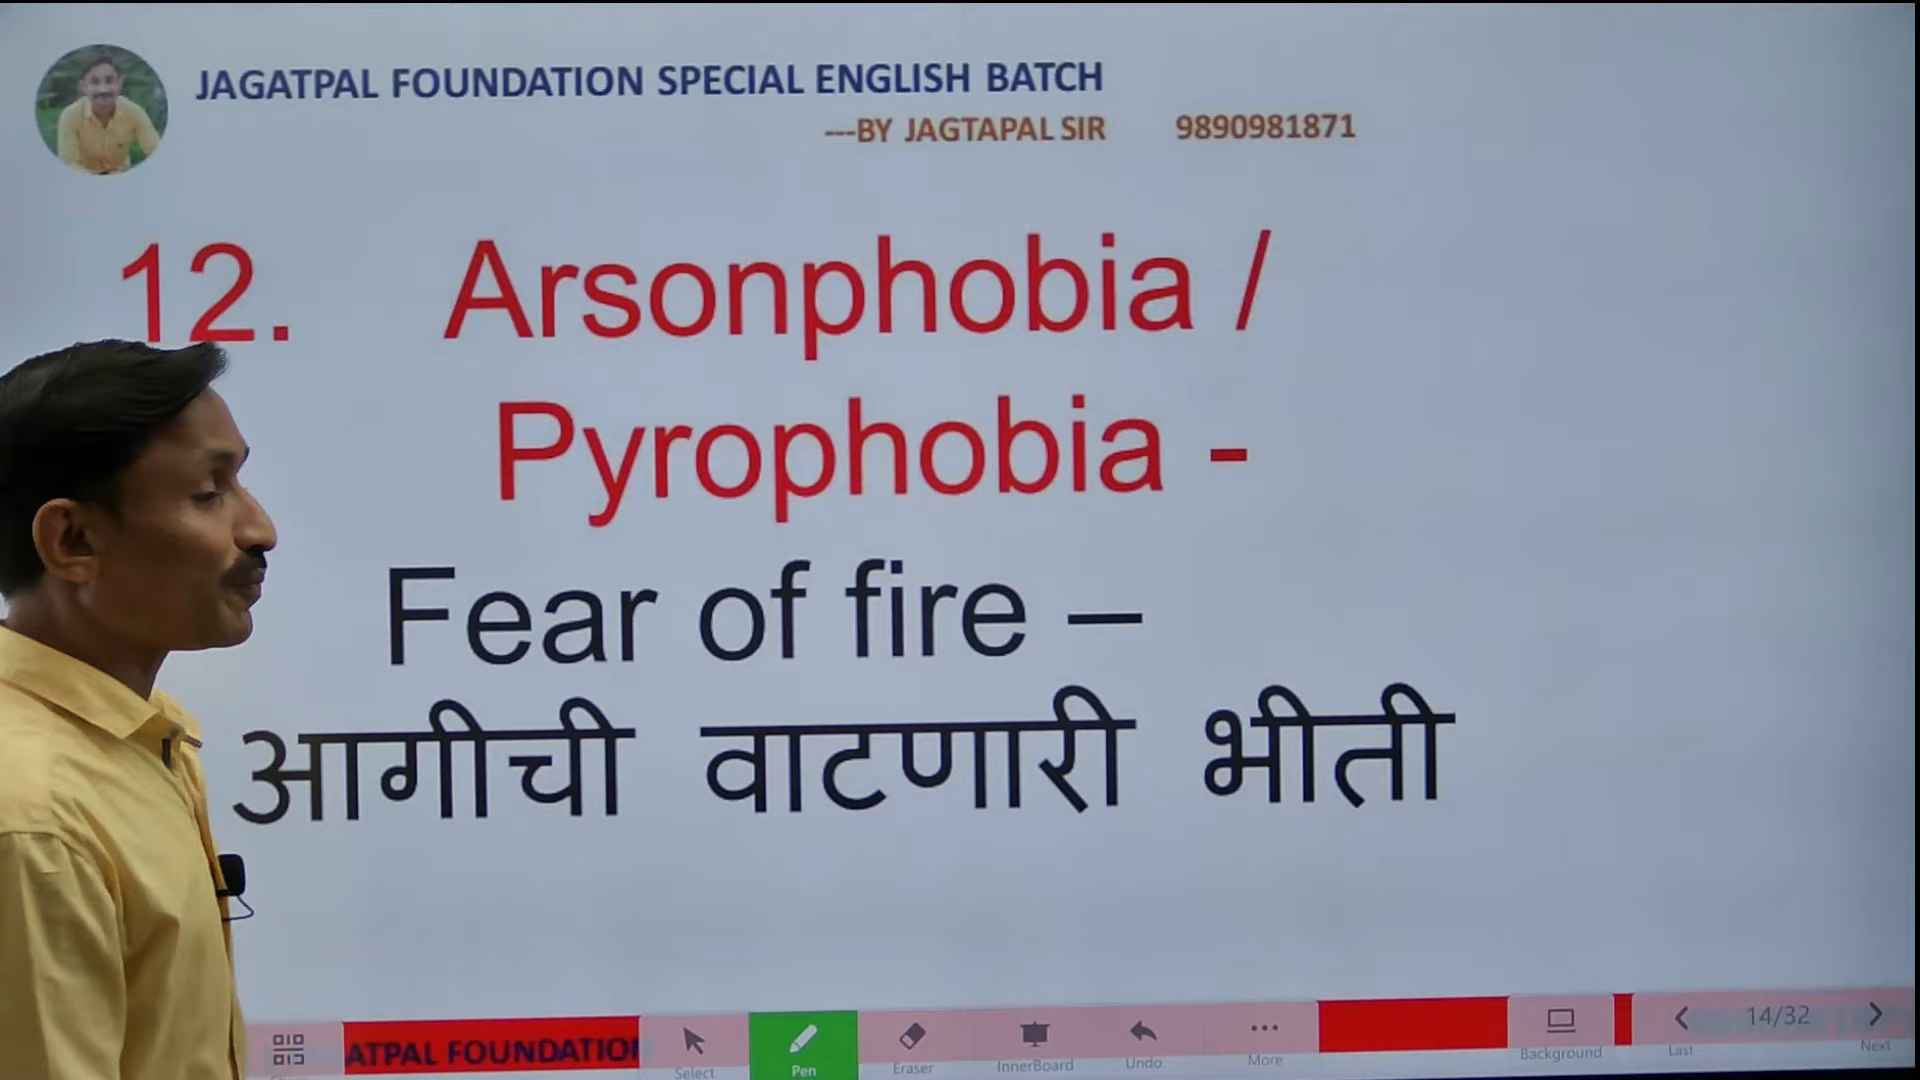 JAGATPAL FOUNDATION SPECIAL ENGLISH BATCH
---BY JAGTAPAL SIR 9890981871
12. Arsonphobia /
Pyrophobia -
Fear of fire –
आगीची वाटणारी भीती
ATPAL FOUNDATION
Select
Pen
Eraser
InnerBoard
Undo
More
Background
Last
14/32
Next